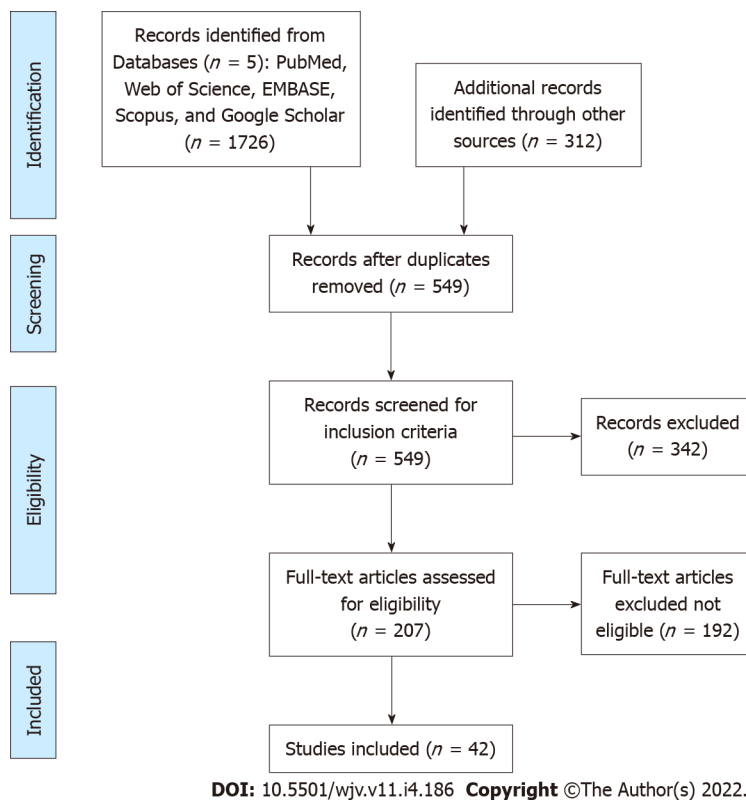 Identification
Records identified from
Databases (n = 5): PubMed,
Web of Science, EMBASE,
Scopus, and Google Scholar
(n = 1726)
Additional records
identified through other
sources (n = 312)
Screening
Records after duplicates
removed (n = 549)
Eligibility
Records screened for
inclusion criteria
(n = 549)
Records excluded
(n = 342)
Full-text articles assessed
for eligibility
(n = 207)
Full-text articles
excluded not
eligible (n = 192)
Included
Studies included (n = 42)
DOI: 10.5501/wjv.v11.i4.186 Copyright ©The Author(s) 2022.